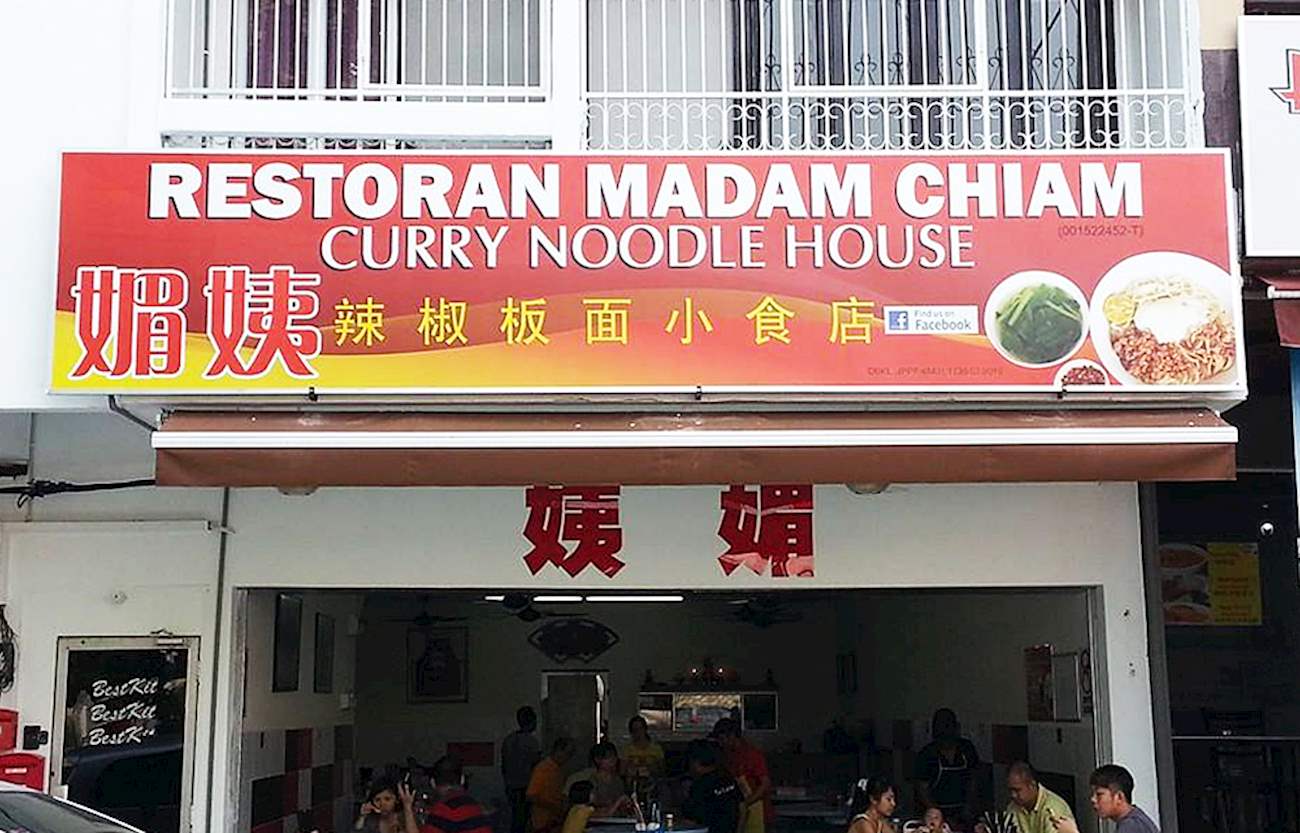 RESTORAN MADAM CHIAM
(001522452-T)
CURRY NOODLE HOUSE
媚姨 辣椒板面小食店
Find us on
Facebook
姨媚
BestKit
BestKit
BestK